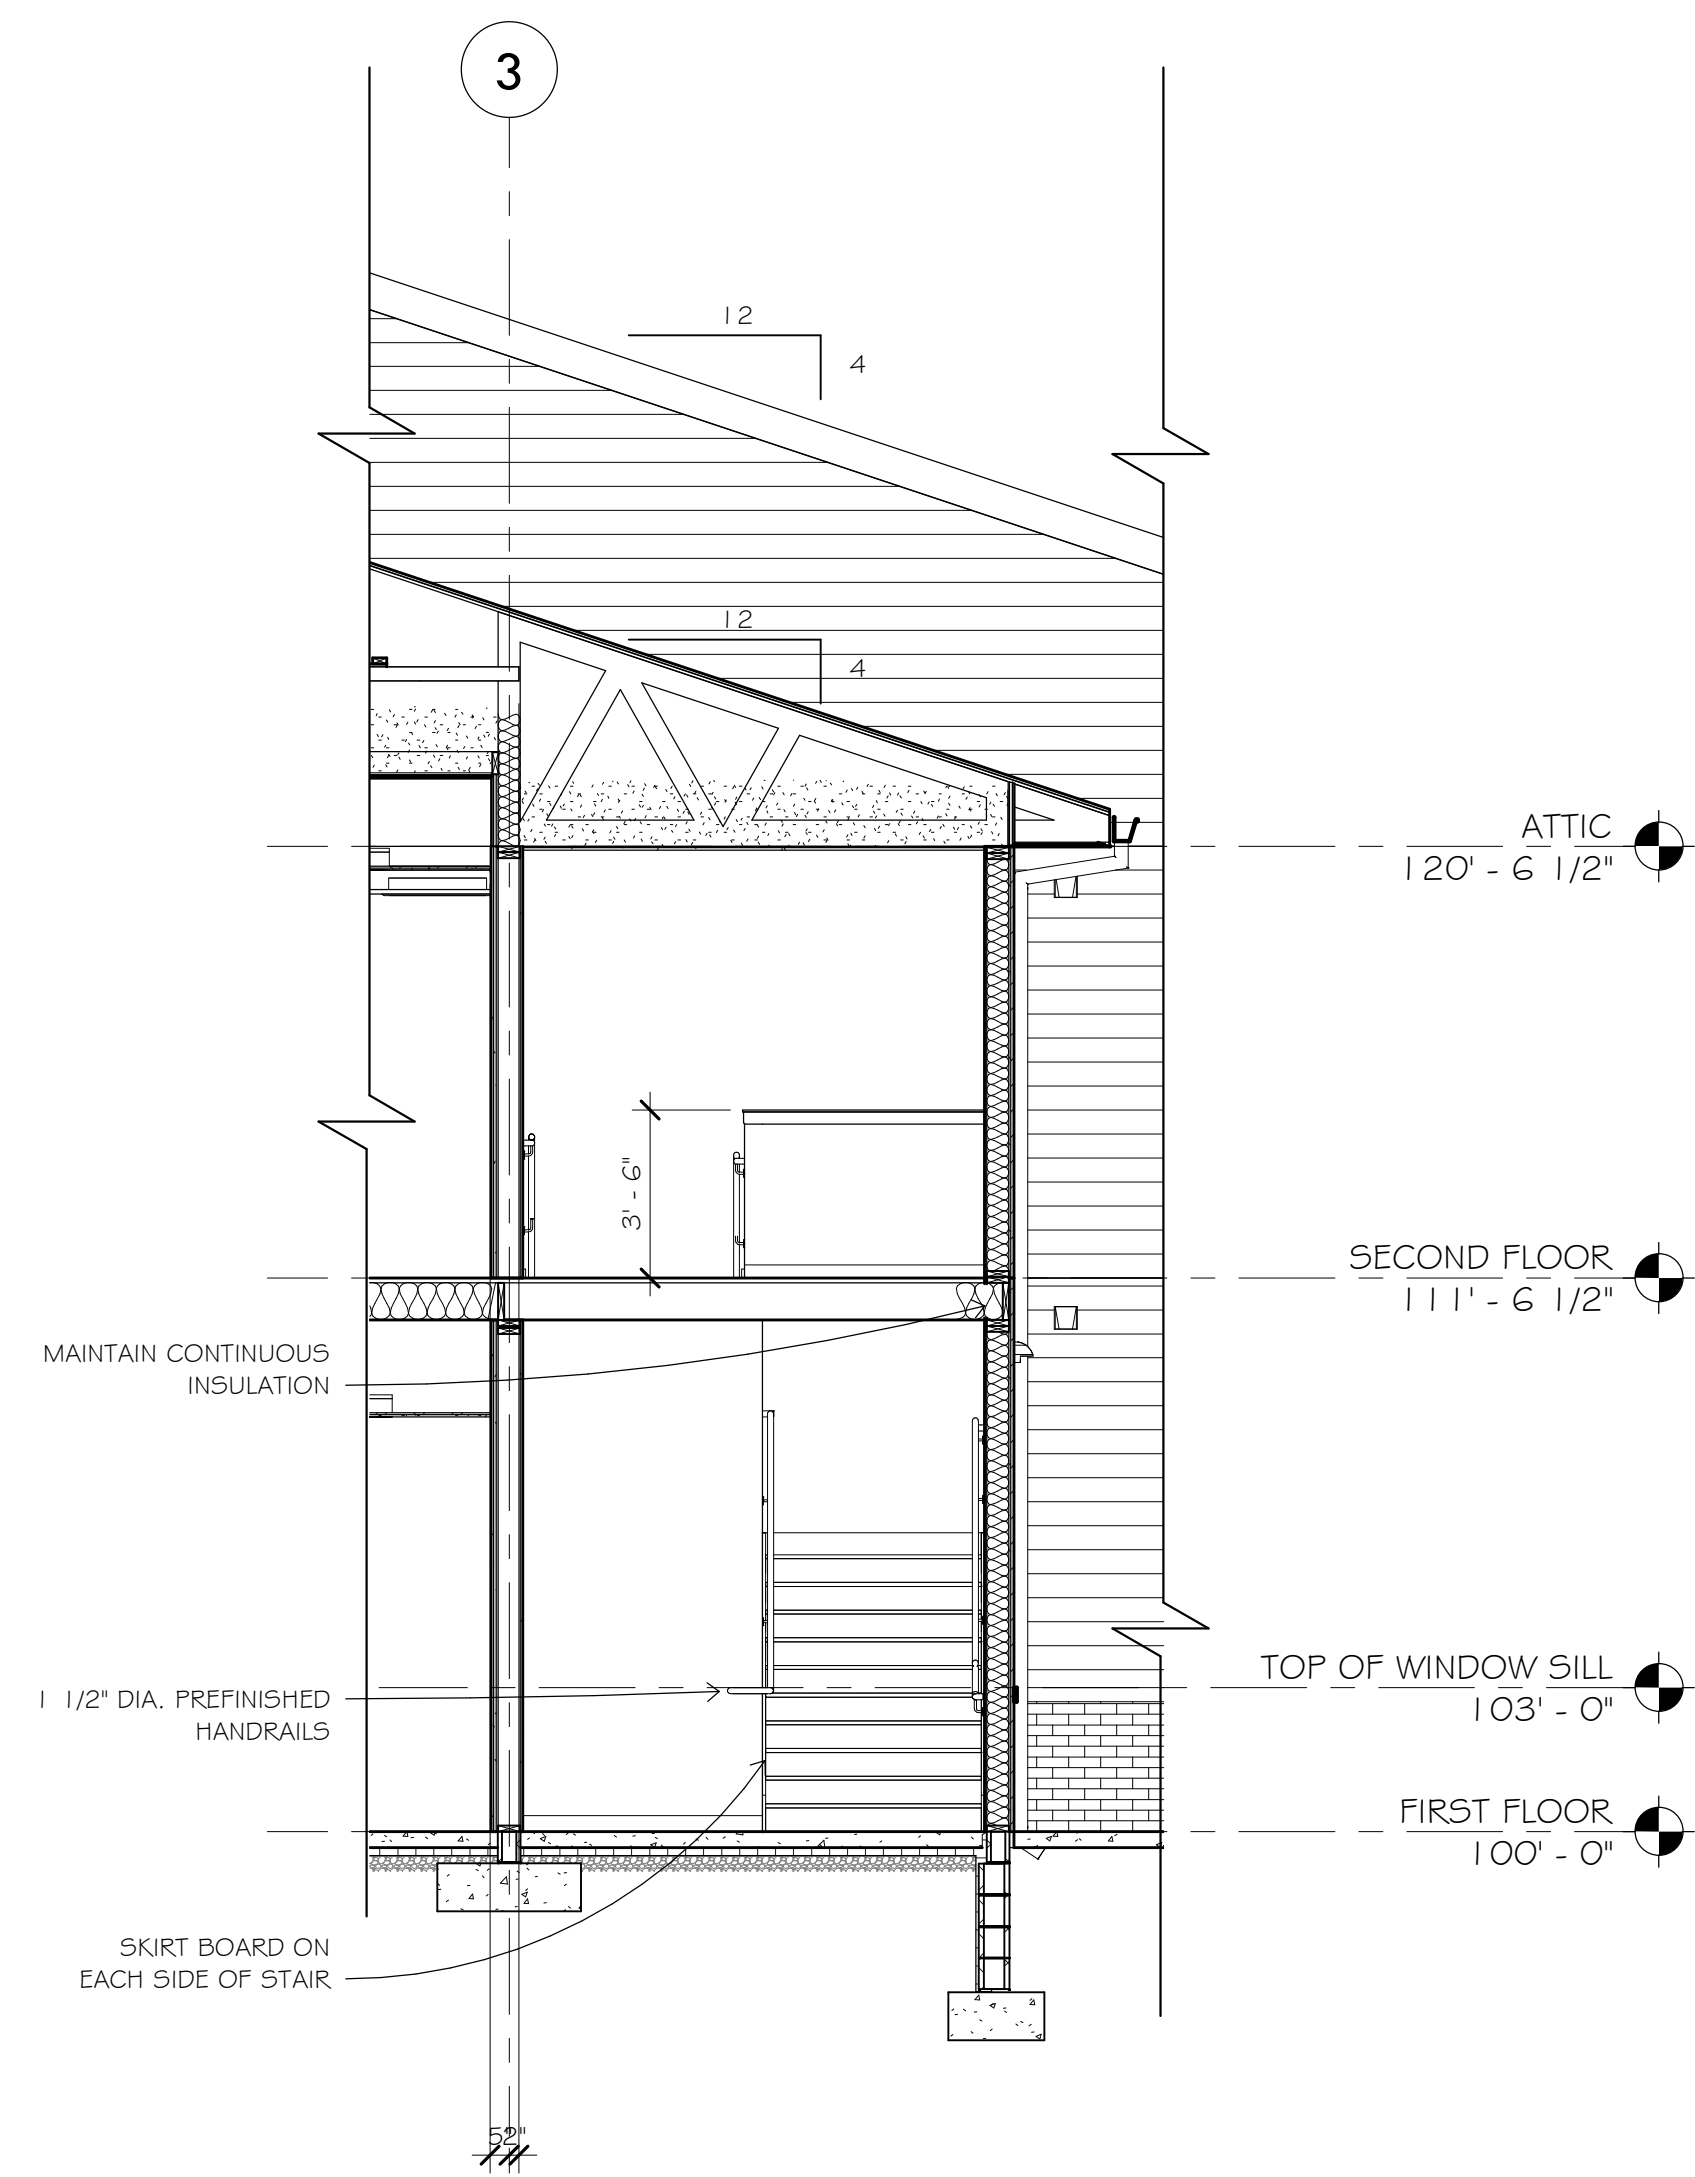 3
12
4
12
4
ATTIC
120' - 6 1/2"
3' - 6"
SECOND FLOOR
111' - 6 1/2"
MAINTAIN CONTINUOUS
INSULATION
TOP OF WINDOW SILL
103' - 0"
1 1/2" DIA. PREFINISHED
HANDRAILS
FIRST FLOOR
100' - 0"
SKIRT BOARD ON
EACH SIDE OF STAIR
5" 2"